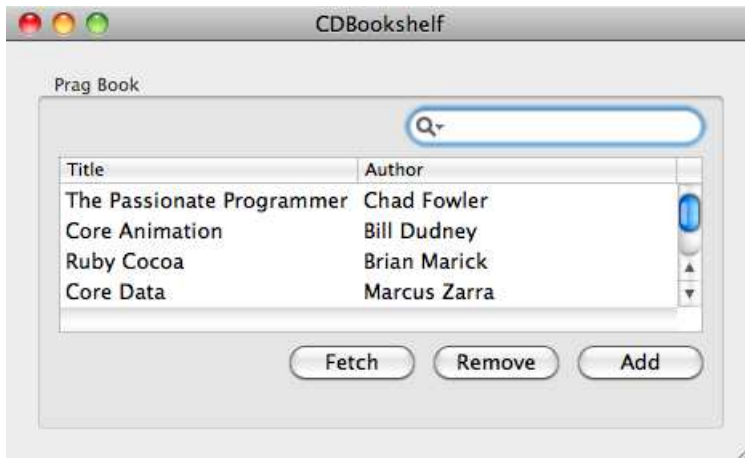 CDBookshelf
Prag Book
Title Author
The Passionate Programmer Chad Fowler
Core Animation Bill Dudney
Ruby Cocoa Brian Marick
Core Data Marcus Zarra
Fetch Remove Add